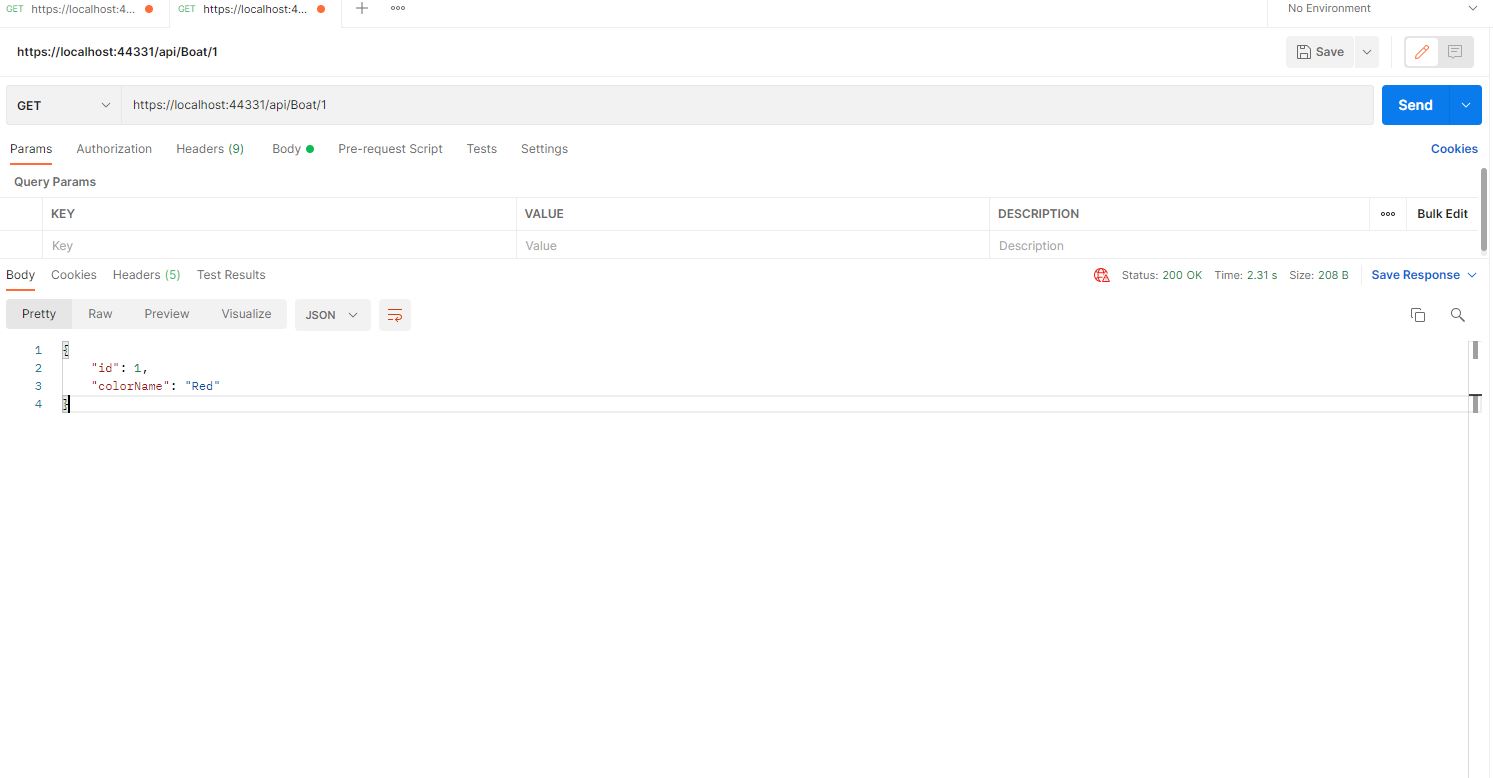 GET https://localhost:4... GET https://localhost:4... No Environment
https://localhost:44331/api/Boat/1 Save
GET https://localhost:44331/api/Boat/1 Send
Params Authorization Headers (9) Body Pre-request Script Tests Settings Cookies
Query Params
KEY VALUE DESCRIPTION Bulk Edit
Key Value Description
Body Cookies Headers (5) Test Results Status: 200 OK Time: 2.31 s Size: 208 B Save Response
Pretty Raw Preview Visualize JSON
1 {
2 "id": 1,
3 "colorName": "Red"
4 }